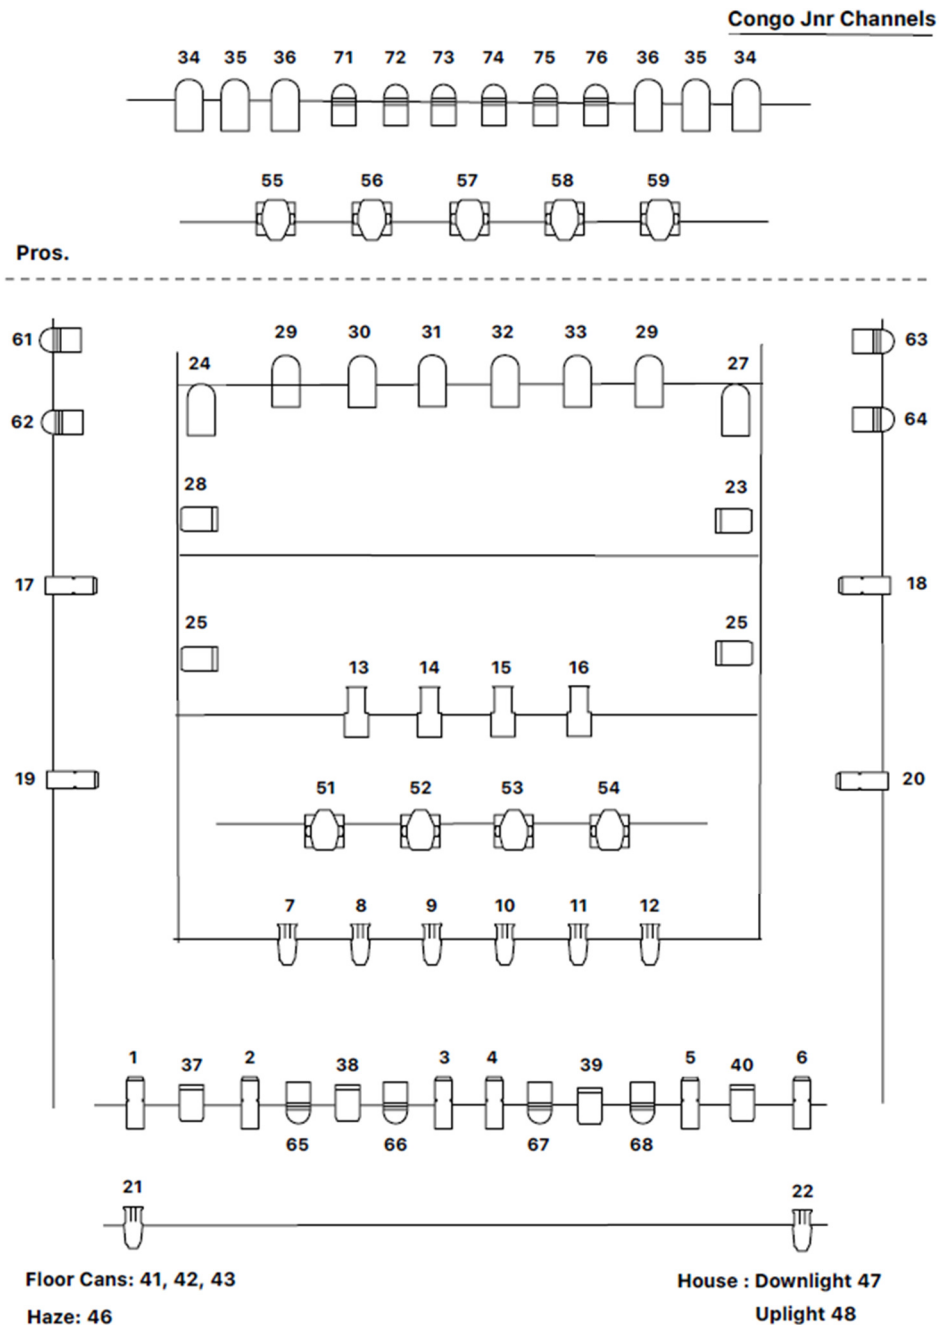 Congo Jnr Channels
34 35 36 71 72 73 74 75 76 36 35 34
55 56 57 58 59
Pros.
61 63
29 30 31 32 33 29
24 27
62 64
28 23
17 18
25 25
13 14 15 16
19 20
51 52 53 54
7 8 9 10 11 12
1 37 2 38 3 4 39 5 40 6
65 66 67 68
21 22
Floor Cans: 41, 42, 43
House : Downlight 47
Haze: 46
Uplight 48